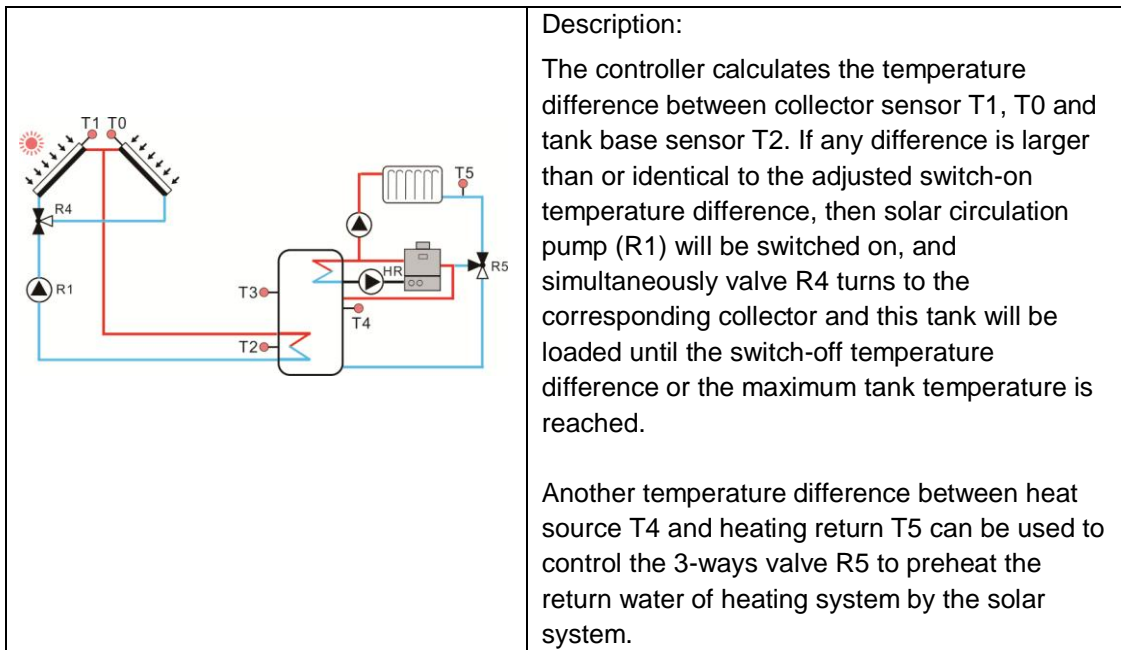 T1 T0
R4
R1
T5
HR
R5
T3
T4
T2
Description:
The controller calculates the temperature
difference between collector sensor T1, T0 and
tank base sensor T2. If any difference is larger
than or identical to the adjusted switch-on
temperature difference, then solar circulation
pump (R1) will be switched on, and
simultaneously valve R4 turns to the
corresponding collector and this tank will be
loaded until the switch-off temperature
difference or the maximum tank temperature is
reached.
Another temperature difference between heat
source T4 and heating return T5 can be used to
control the 3-ways valve R5 to preheat the
return water of heating system by the solar
system.